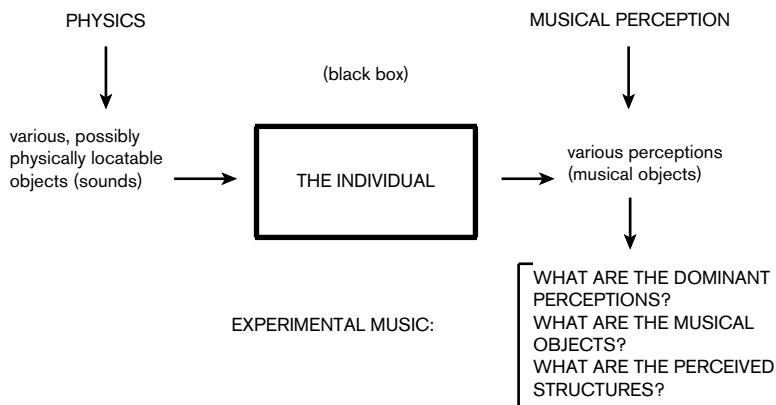 PHYSICS
MUSICAL PERCEPTION
(black box)
various, possibly
physically locatable
objects (sounds)
THE INDIVIDUAL
various perceptions
(musical objects)
EXPERIMENTAL MUSIC:
WHAT ARE THE DOMINANT
PERCEPTIONS?
WHAT ARE THE MUSICAL
OBJECTS?
WHAT ARE THE PERCEIVED
STRUCTURES?